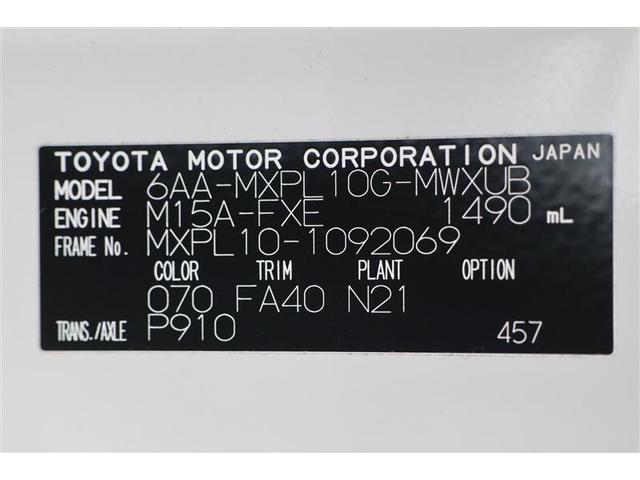 TOYOTA MOTOR CORPORATION JAPAN
MODEL 6AA-MXPL10G-MWXUB
ENGINE M15A-FXE 1490 mL
FRAME No. MXPL10-1092069
COLOR TRIM PLANT OPTION
070 FA40 N21
TRANS./AXLE P910 457